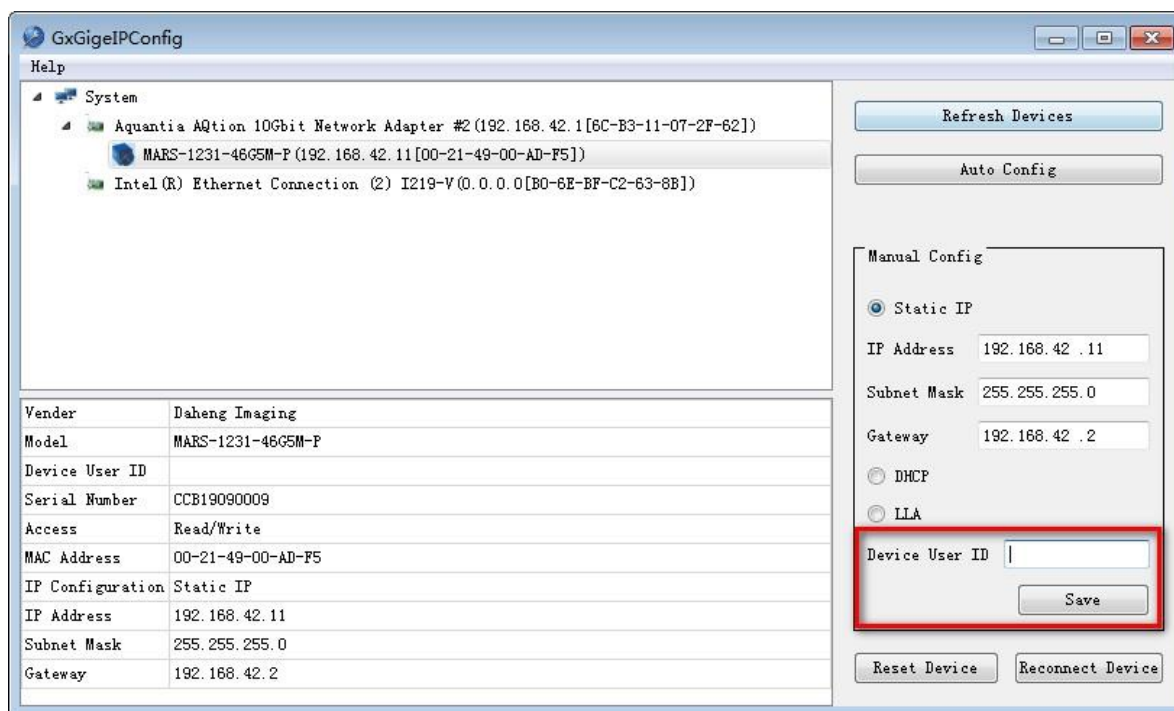 GxGigeIPConfig
Help
System
Aquantia AQtion 10Gbit Network Adapter #2(192.168.42.1[6C-B3-11-07-2F-62])
MARS-1231-46G5M-P(192.168.42.11[00-21-49-00-AD-F5])
Intel(R) Ethernet Connection (2) I219-V(0.0.0.0[B0-6E-BF-C2-63-8B])
Vender Daheng Imaging
Model MARS-1231-46G5M-P
Device User ID
Serial Number CCB19090009
Access Read/Write
MAC Address 00-21-49-00-AD-F5
IP Configuration Static IP
IP Address 192.168.42.11
Subnet Mask 255.255.255.0
Gateway 192.168.42.2
Refresh Devices
Auto Config
Manual Config
Static IP
IP Address 192.168.42 .11
Subnet Mask 255.255.255.0
Gateway 192.168.42 .2
DHCP
LLA
Device User ID
Save
Reset Device Reconnect Device